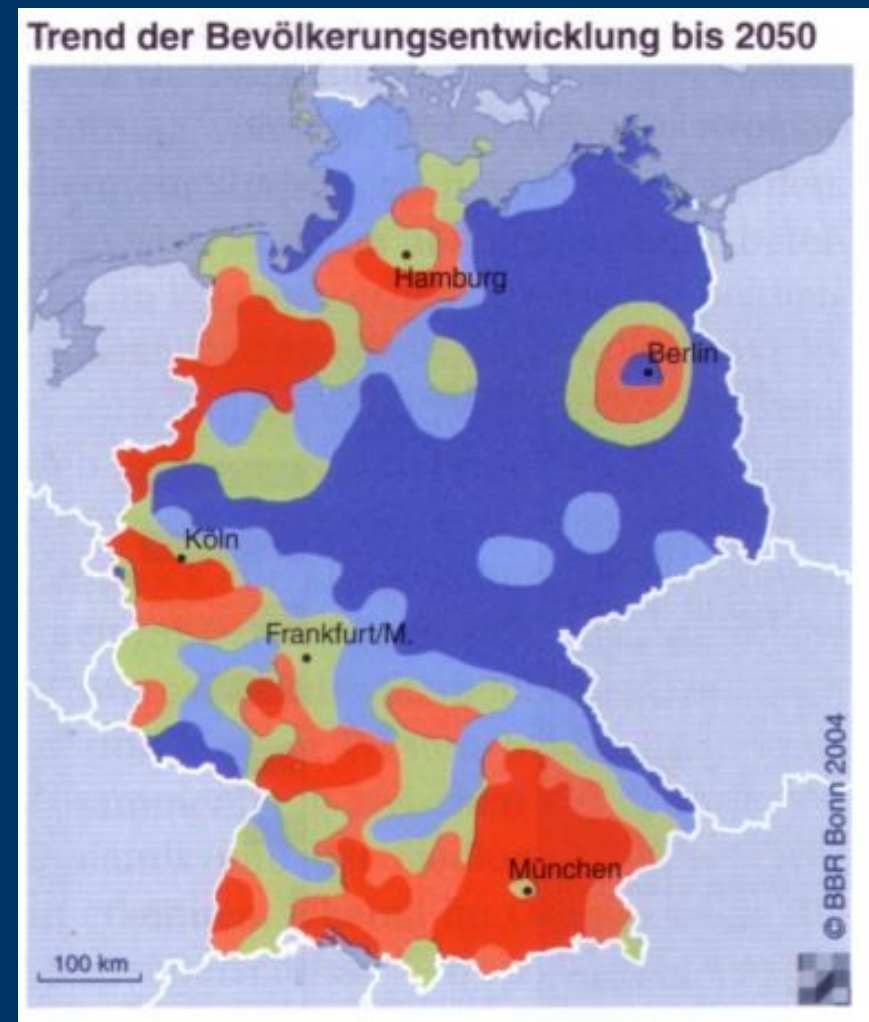 Trend der Bevölkerungsentwicklung bis 2050
Hamburg
Berlin
Köln
Frankfurt/M.
München
100 km
© BBR Bonn 2004